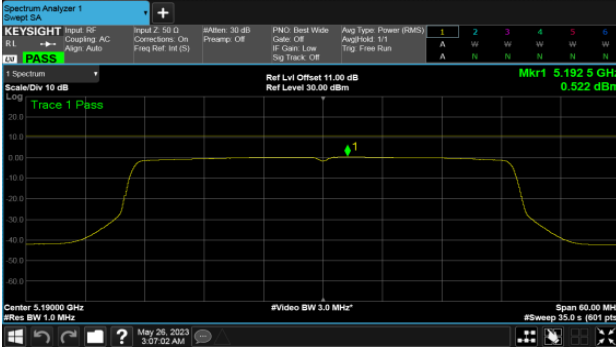 Spectrum Analyzer 1
Swept SA
KEYSIGHT Input: RF Input Z: 50 Ω #Atten: 30 dB PNO: Best Wide Avg Type: Power (RMS) 1 2 3 4 5 6
RL Coupling: AC Corrections: On Preamp: Off Gate: Off Avg|Hold: 1/1 A W W W W W
Align: Auto Freq Ref: Int (S) IF Gain: Low Trig: Free Run
LXI PASS Sig Track: Off A N N N N N
1 Spectrum Ref Lvl Offset 11.00 dB Mkr1 5.192 5 GHz
Scale/Div 10 dB Ref Level 30.00 dBm 0.522 dBm
Log
Trace 1 Pass
20.0
10.0
1
0.00
-10.0
-20.0
-30.0
-40.0
-50.0
-60.0
Center 5.19000 GHz #Video BW 3.0 MHz* Span 60.00 MH
#Res BW 1.0 MHz #Sweep 35.0 s (601 pts
? May 26, 2023
3:07:02 AM